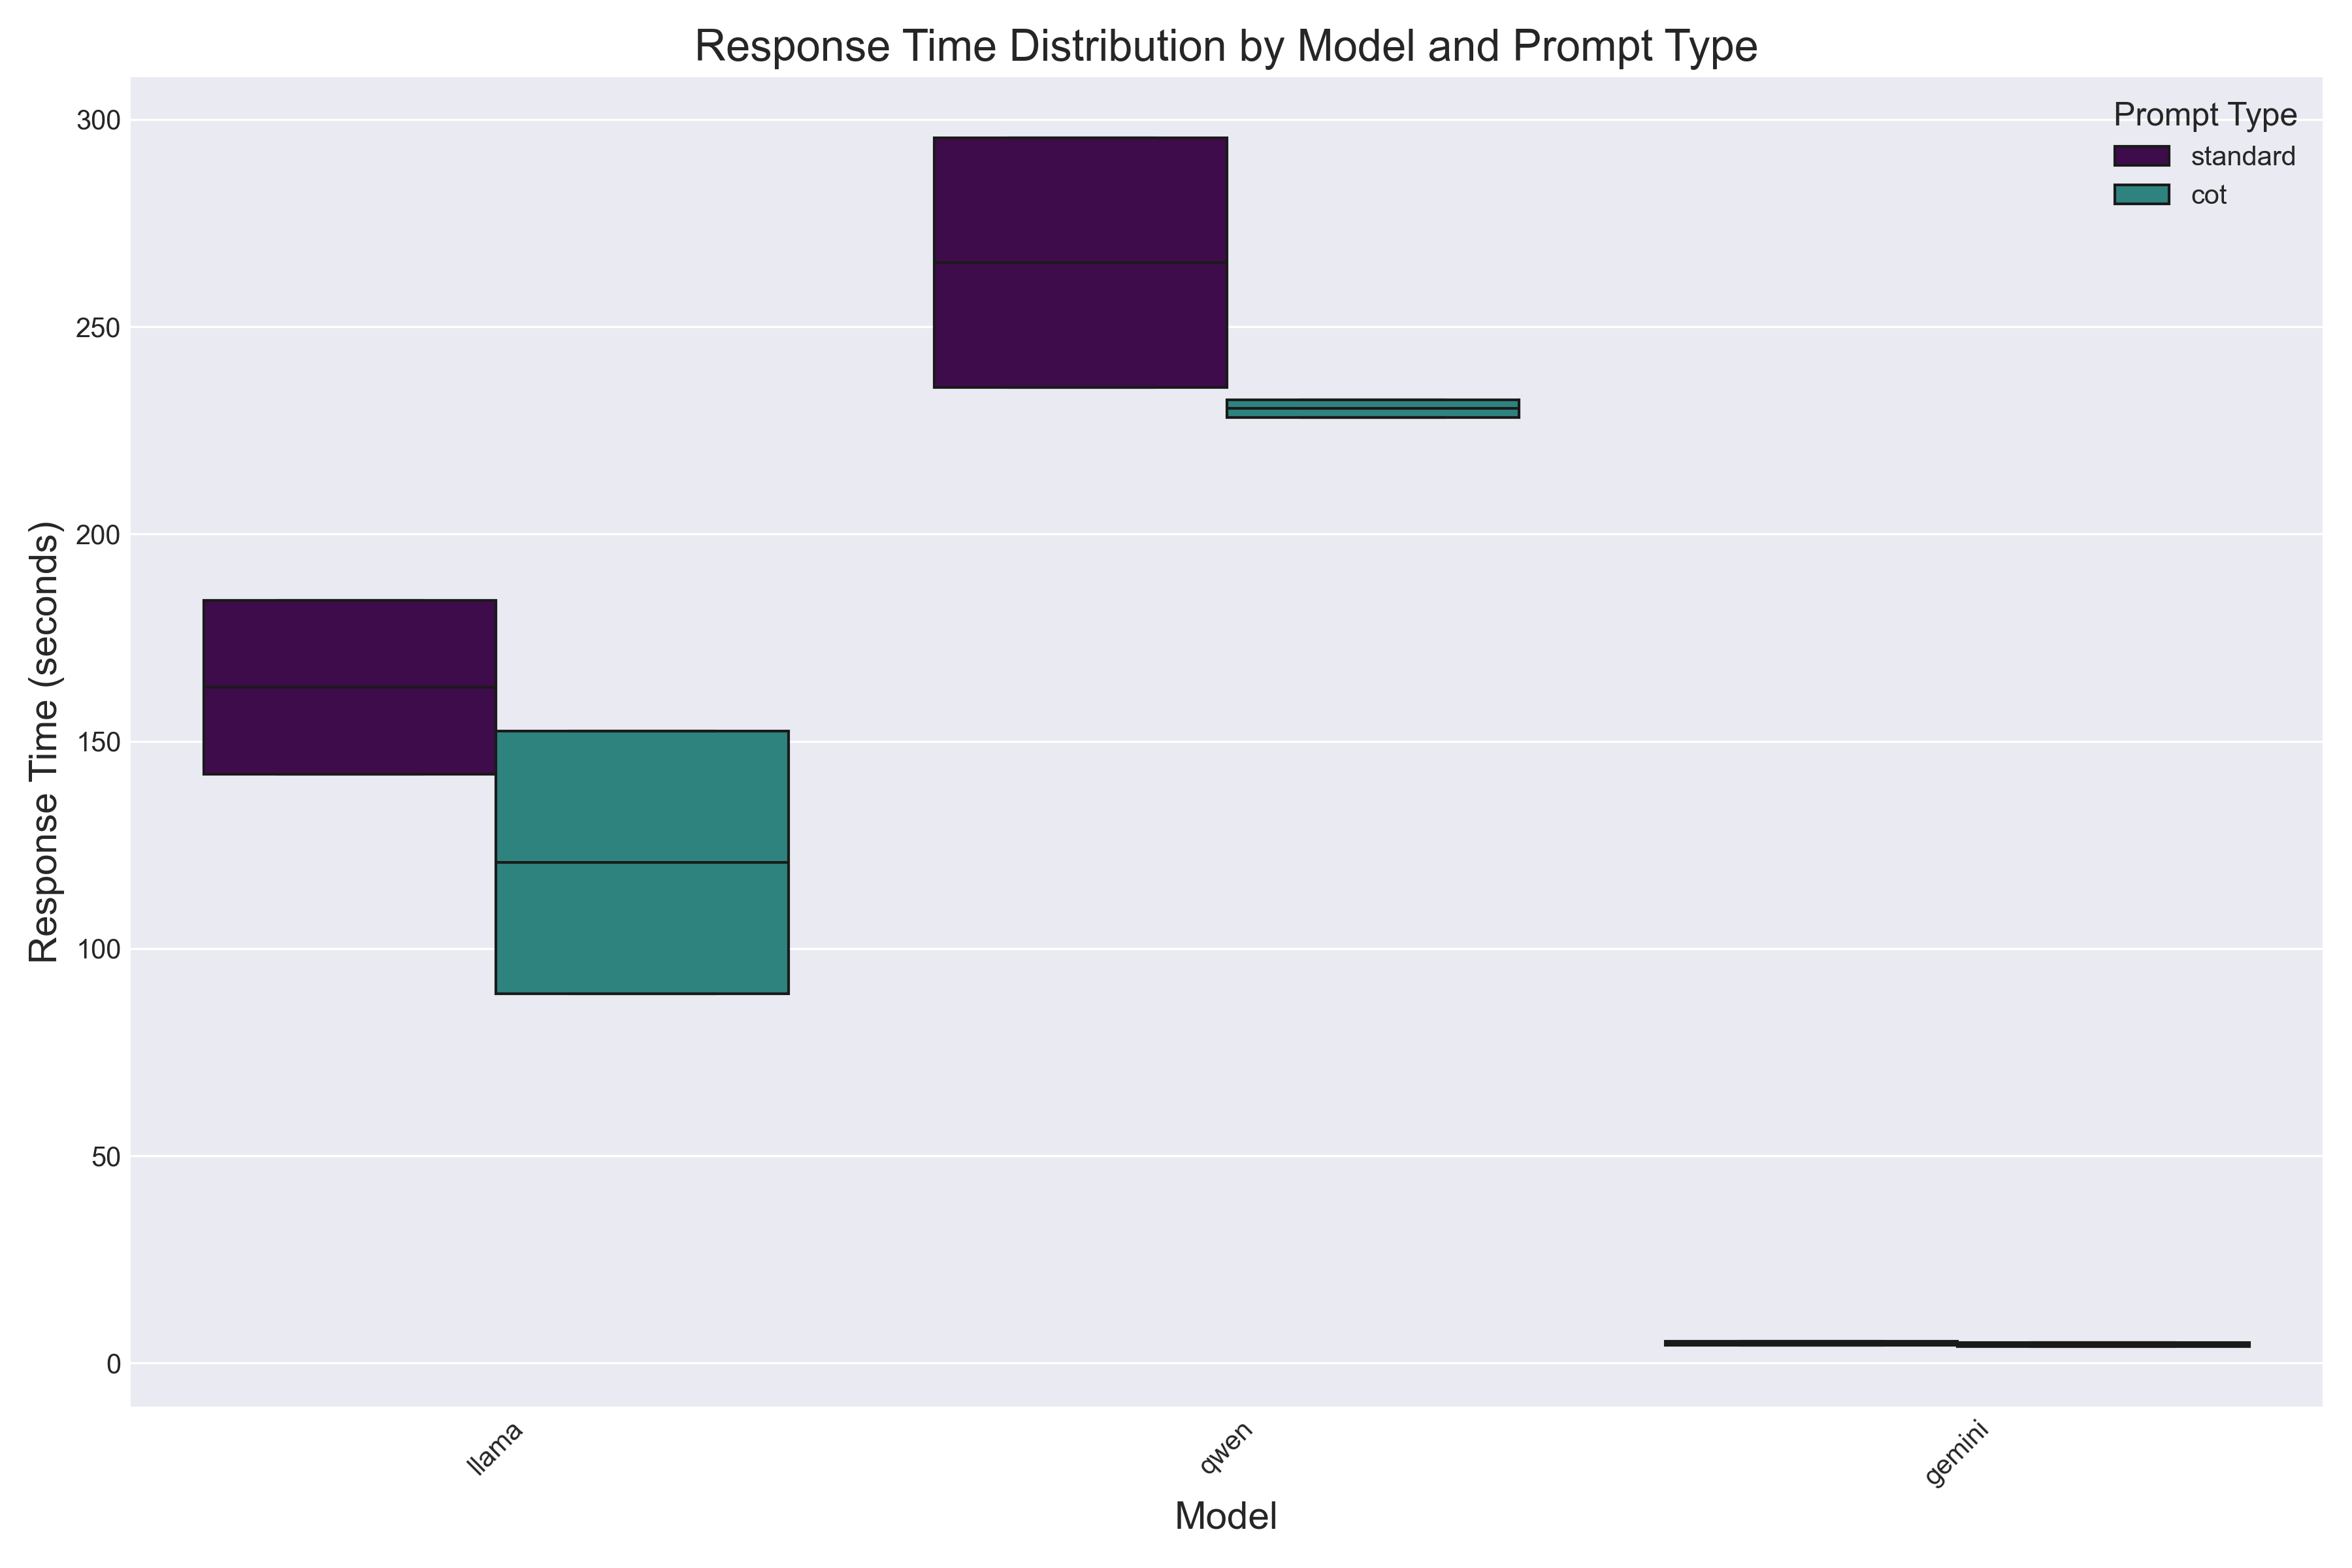 Response Time Distribution by Model and Prompt Type
Prompt Type
standard
cot
Response Time (seconds)
300
250
200
150
100
50
0
llama
qwen
gemini
Model